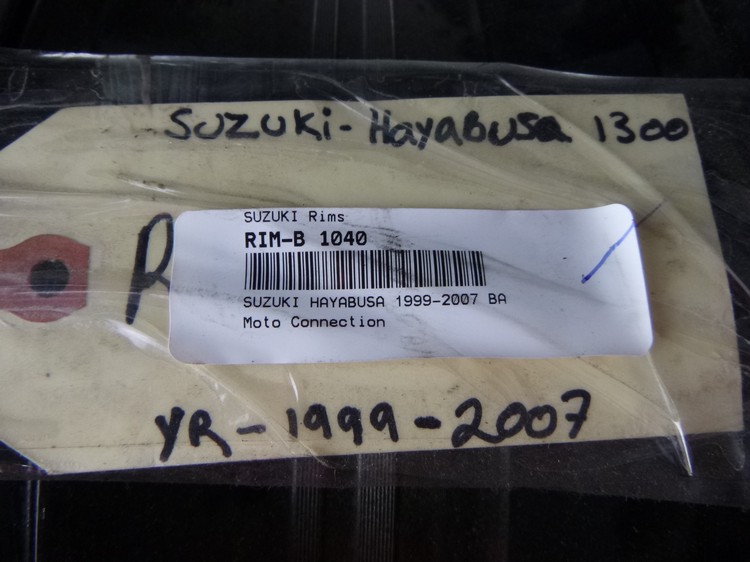 SUZUKi - HayaBUSa 1300
R
SUZUKI Rims
RIM-B 1040
SUZUKI HAYABUSA 1999-2007 BA
Moto Connection
YR - 1999 - 2007